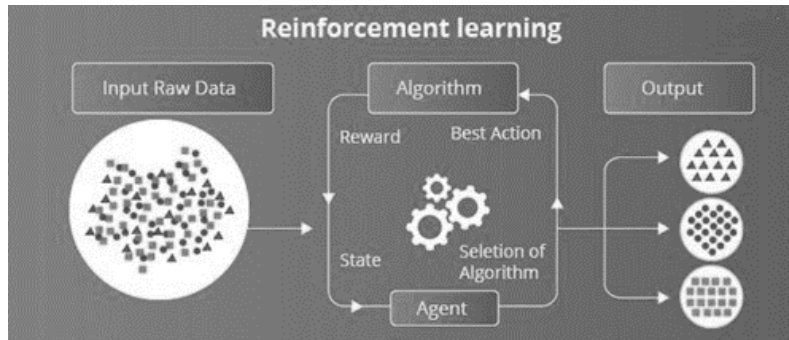 Reinforcement learning
Input Raw Data
Algorithm
Output
Reward
Best Action
State
Seletion of
Algorithm
Agent